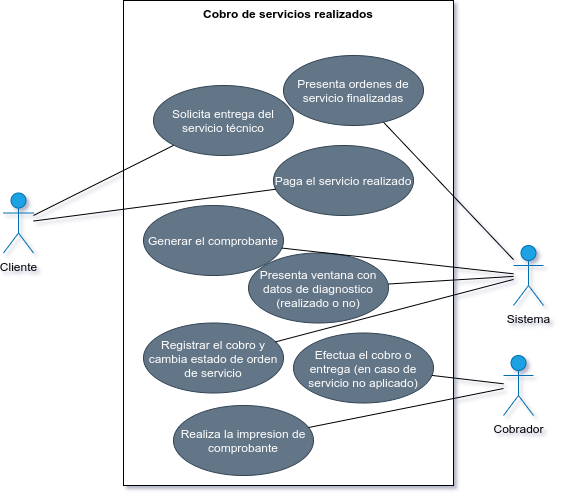 Cobro de servicios realizados
Presenta ordenes de
servicio finalizadas
Solicita entrega del
servicio técnico
Paga el servicio realizado
Cliente
Generar el comprobante
Presenta ventana con
datos de diagnostico
(realizado o no)
Sistema
Registrar el cobro y
cambia estado de orden
de servicio
Efectua el cobro o
entrega (en caso de
servicio no aplicado)
Cobrador
Realiza la impresion de
comprobante